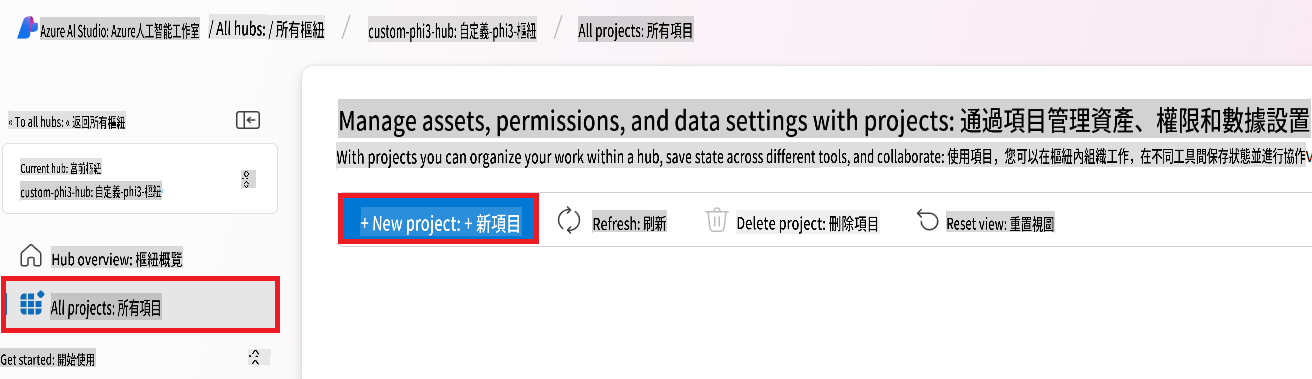 Azure AI Studio: Azure人工智能工作室 / All hubs: / 所有樞紐 / custom-phi3-hub: 自定義-phi3-樞紐 / All projects: 所有項目
« To all hubs: « 返回所有樞紐
Current hub: 當前樞紐
custom-phi3-hub: 自定義-phi3-樞紐
Hub overview: 樞紐概覽
All projects: 所有項目
Get started: 開始使用
Manage assets, permissions, and data settings with projects: 通過項目管理資產、權限和數據設置
With projects you can organize your work within a hub, save state across different tools, and collaborate: 使用項目，您可以在樞紐內組織工作，在不同工具間保存狀態並進行協作
+ New project: + 新項目
Refresh: 刷新
Delete project: 刪除項目
Reset view: 重置視圖